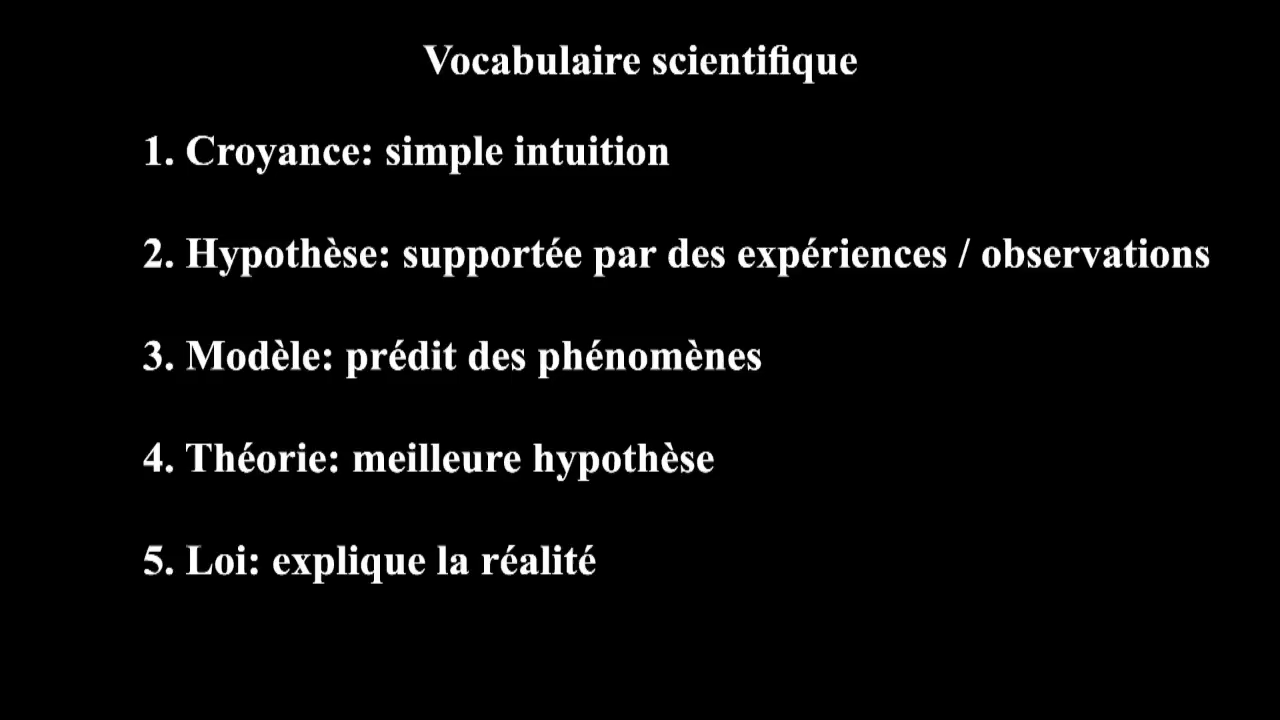 Vocabulaire scientifique
1. Croyance: simple intuition
2. Hypothèse: supportée par des expériences / observations
3. Modèle: prédit des phénomènes
4. Théorie: meilleure hypothèse
5. Loi: explique la réalité